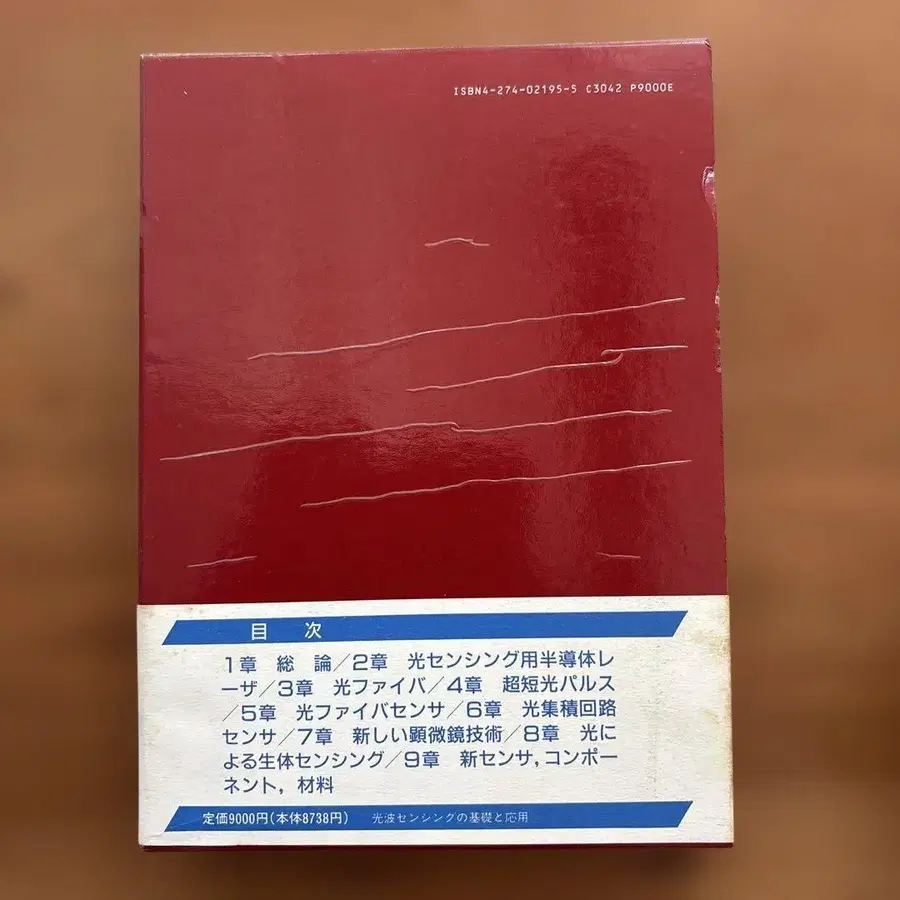 ISBN4-274-02195-5 C3042 P9000E
目 次
1章 総 論/2章 光センシング用半導体レ
ーザ/3章 光ファイバ/4章 超短光パルス
/5章 光ファイバセンサ/6章 光集積回路
センサ/7章 新しい顕微鏡技術/8章 光に
よる生体センシング/9章 新センサ,コンポー
ネント,材料
定価9000円(本体8738円) 光波センシングの基礎と応用